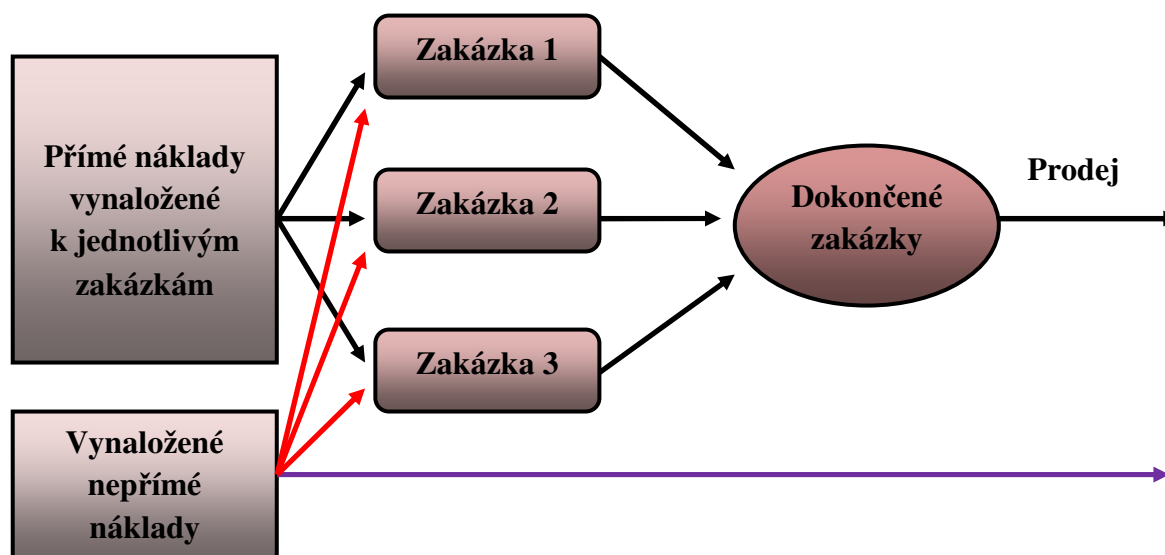 Přímé náklady
vynaložené
k jednotlivým
zakázkám
Zakázka 1
Zakázka 2
Zakázka 3
Dokončené
zakázky
Prodej
Vynaložené
nepřímé
náklady